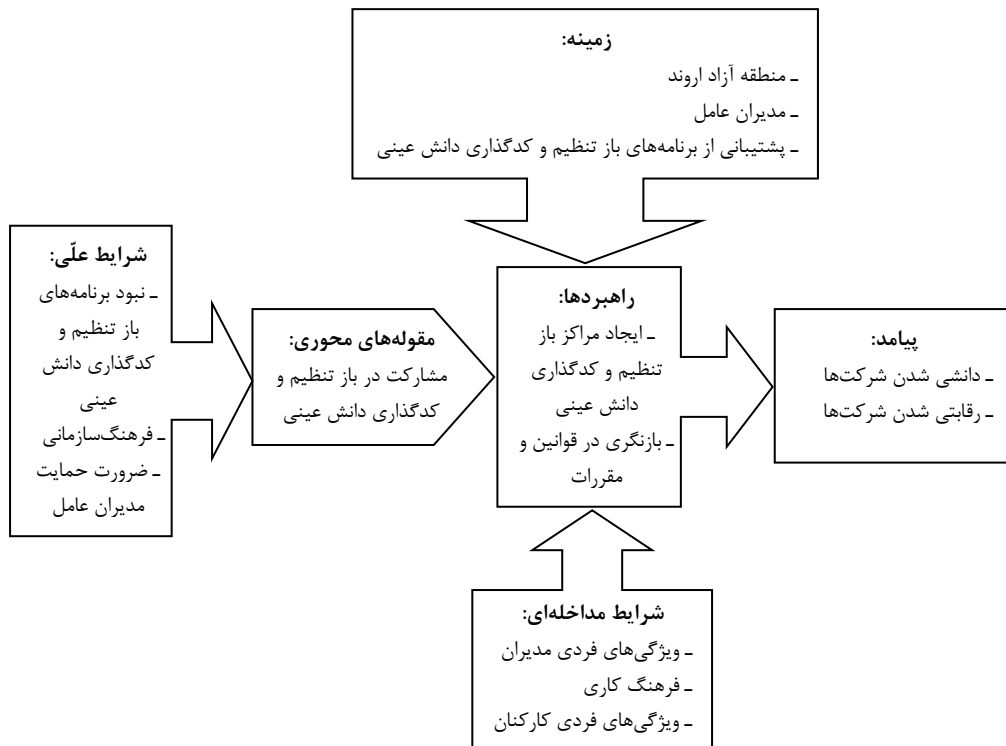 زمینه:
ـ منطقه آزاد اروند
ـ مدیران عامل
ـ پشتیبانی از برنامه‌های باز تنظیم و کدگذاری دانش عینی
شرایط علّی:
ـ نبود برنامه‌های
باز تنظیم و
کدگذاری دانش
عینی
ـ فرهنگ‌سازمانی
ـ ضرورت حمایت
مدیران عامل
مقوله‌های محوری:
مشارکت در باز تنظیم و
کدگذاری دانش عینی
راهبردها:
ـ ایجاد مراکز باز
تنظیم و کدگذاری
دانش عینی
ـ بازنگری در قوانین و
مقررات
پیامد:
ـ دانشی شدن شرکت‌ها
ـ رقابتی شدن شرکت‌ها
شرایط مداخله‌ای:
ـ ویژگی‌های فردی مدیران
ـ فرهنگ کاری
ـ ویژگی‌های فردی کارکنان